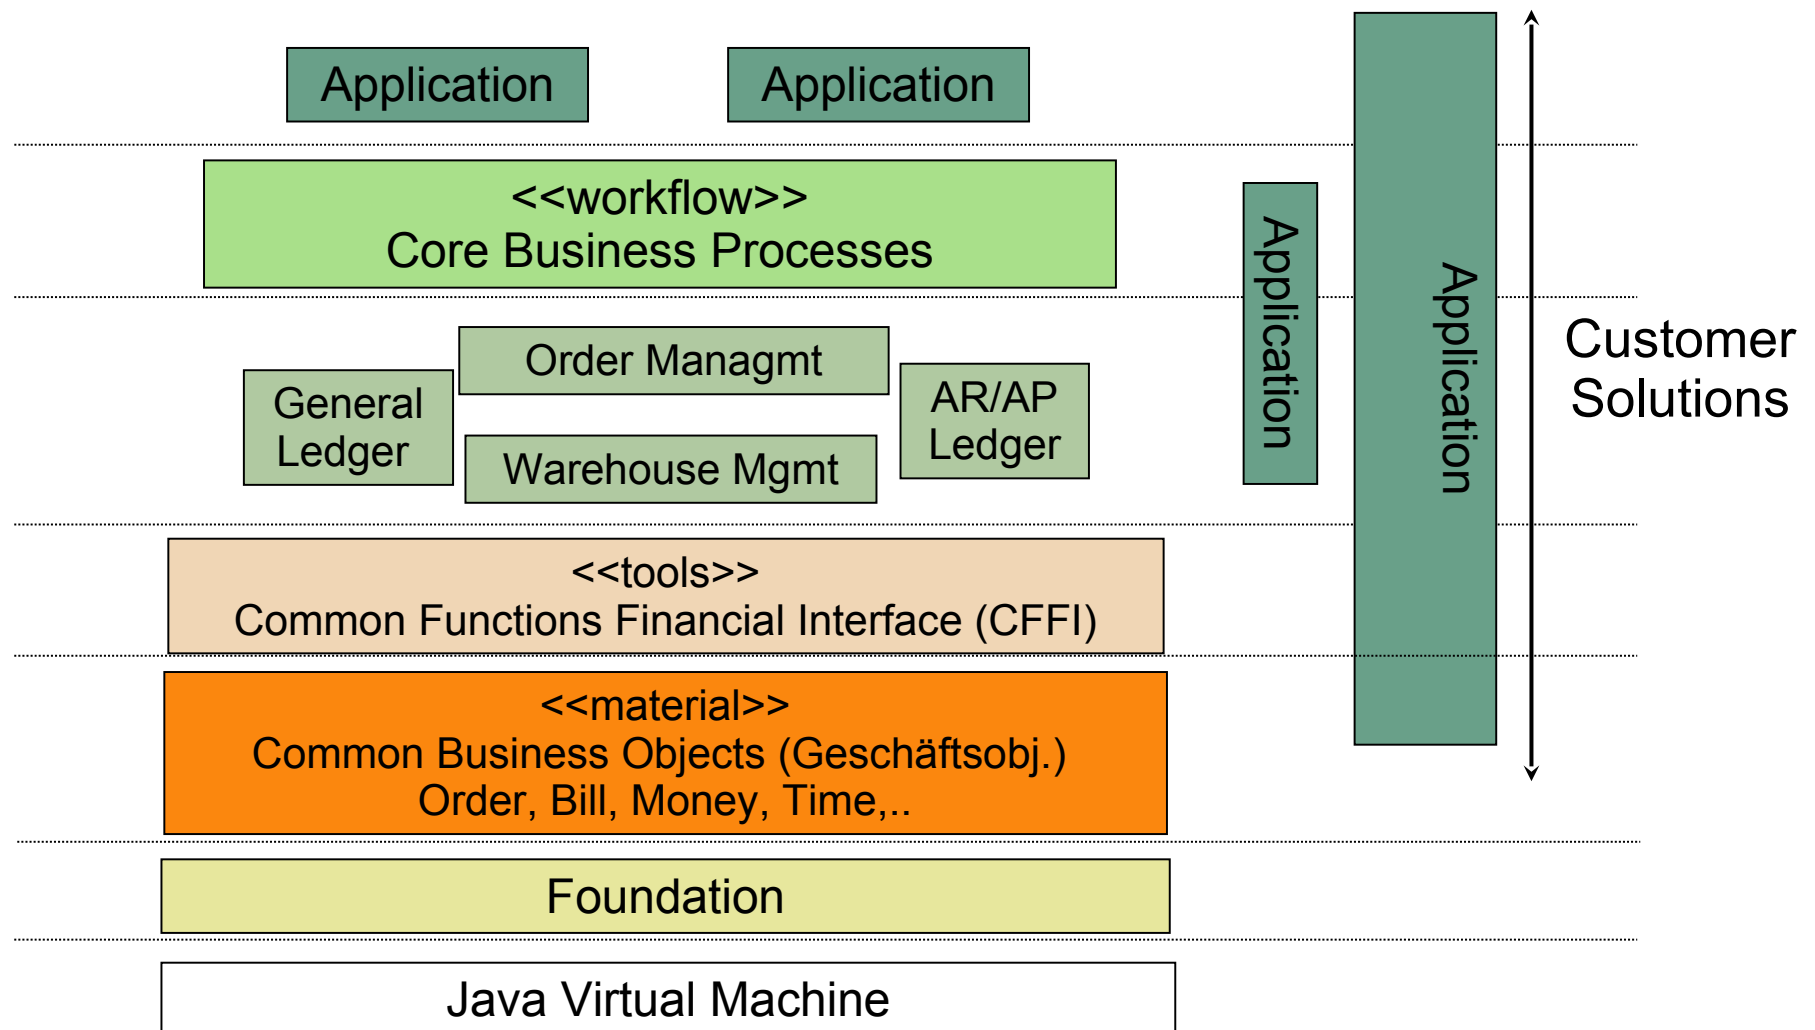 Application
Application
<<workflow>>
Core Business Processes
Order Managmt
General
Ledger
AR/AP
Ledger
Warehouse Mgmt
Application
Application
Customer
Solutions
<<tools>>
Common Functions Financial Interface (CFFI)
<<material>>
Common Business Objects (Geschäftsobj.)
Order, Bill, Money, Time,..
Foundation
Java Virtual Machine